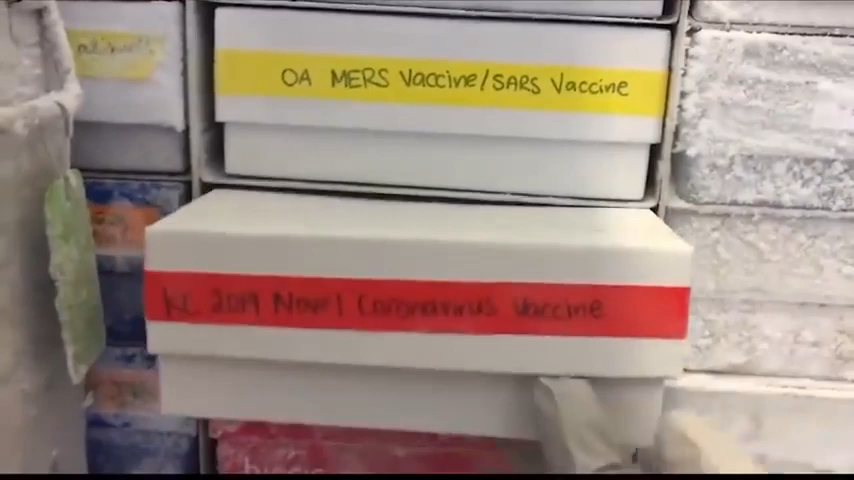 OA MERS Vaccine/SARS Vaccine
KC 2019 Novel Coronavirus Vaccine